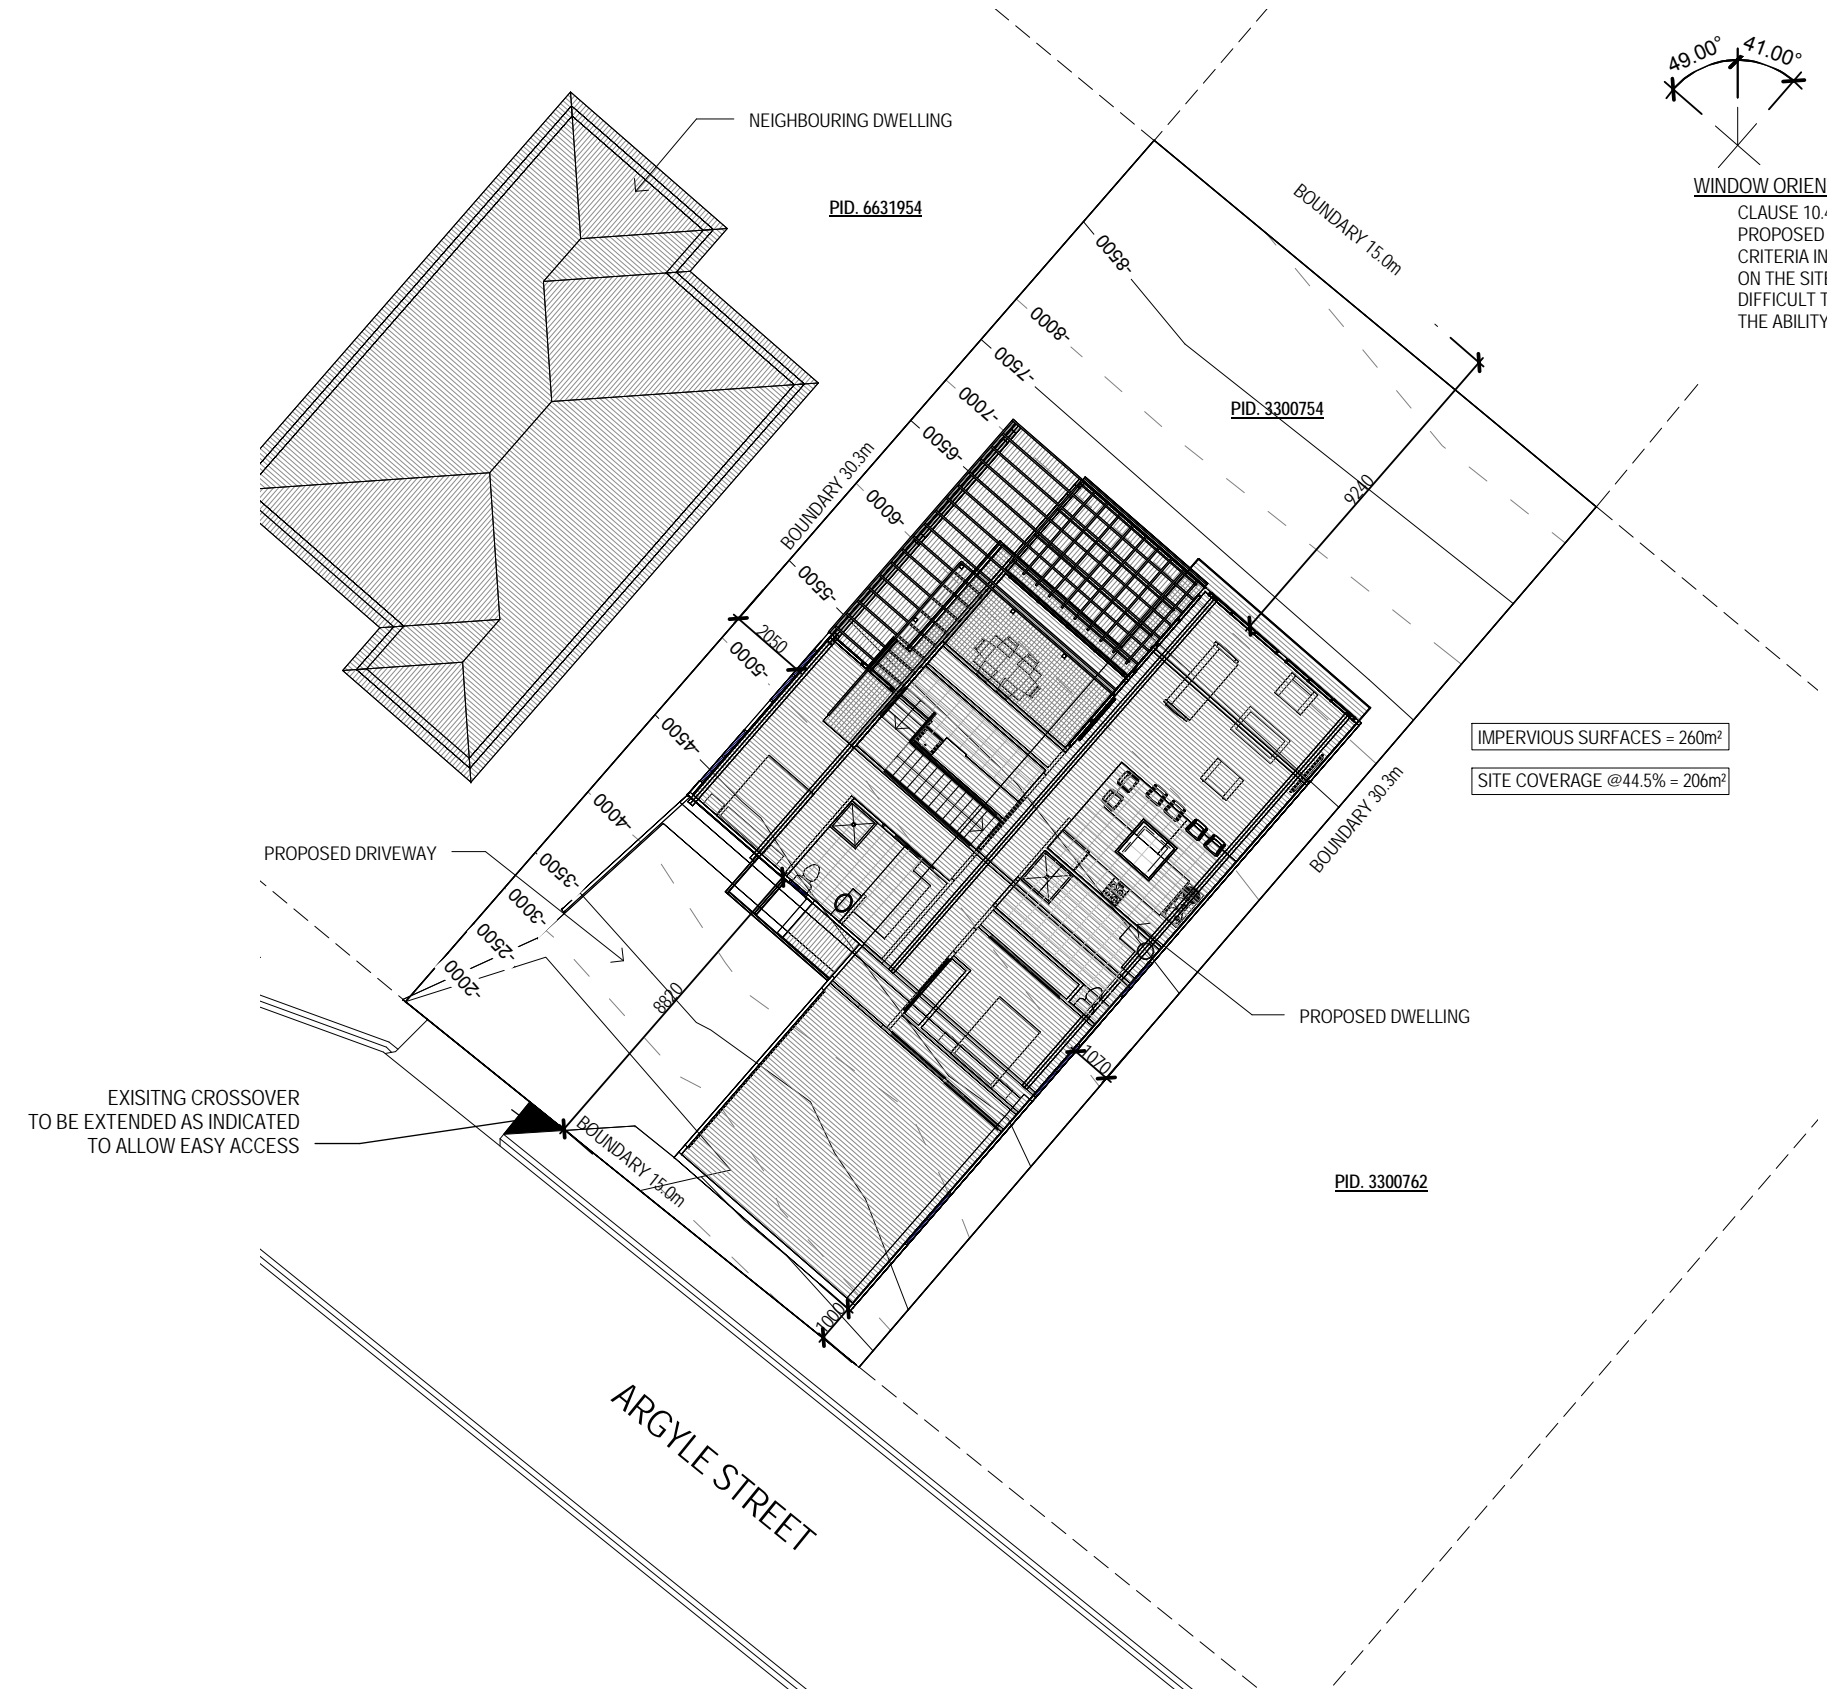 49.00°
41.00°
NEIGHBOURING DWELLING
PID. 6631954
WINDOW ORIEN
CLAUSE 10.4
PROPOSED
CRITERIA IN
ON THE SITE
DIFFICULT T
THE ABILITY
BOUNDARY 15.0m
-8500
-8000
-7500
-7000
-6500
-6000
-5500
-5000
-4500
-4000
-3500
-3000
-2500
-2000
PID. 3300754
9240
BOUNDARY 30.3m
2050
IMPERVIOUS SURFACES = 260m²
SITE COVERAGE @44.5% = 206m²
BOUNDARY 30.3m
PROPOSED DRIVEWAY
8820
PROPOSED DWELLING
1070
EXISITNG CROSSOVER
TO BE EXTENDED AS INDICATED
TO ALLOW EASY ACCESS
BOUNDARY 15.0m
PID. 3300762
1000
ARGYLE STREET